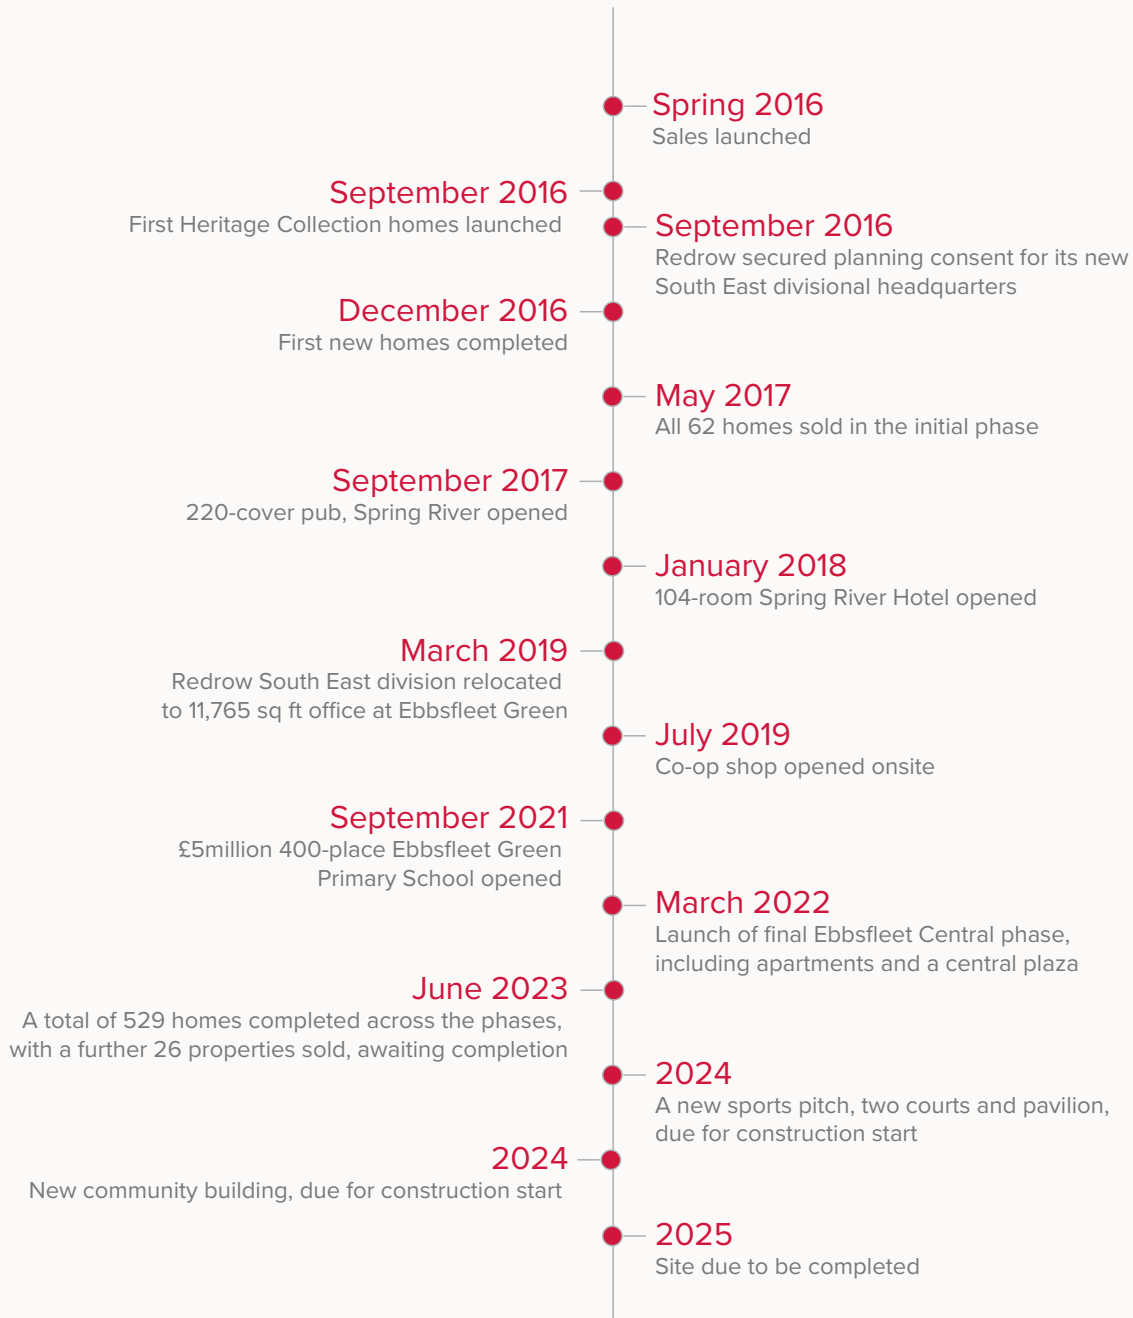 Spring 2016
Sales launched
September 2016
First Heritage Collection homes launched
September 2016
Redrow secured planning consent for its new
South East divisional headquarters
December 2016
First new homes completed
May 2017
All 62 homes sold in the initial phase
September 2017
220-cover pub, Spring River opened
January 2018
104-room Spring River Hotel opened
March 2019
Redrow South East division relocated
to 11,765 sq ft office at Ebbsfleet Green
July 2019
Co-op shop opened onsite
September 2021
£5million 400-place Ebbsfleet Green
Primary School opened
March 2022
Launch of final Ebbsfleet Central phase,
including apartments and a central plaza
June 2023
A total of 529 homes completed across the phases,
with a further 26 properties sold, awaiting completion
2024
A new sports pitch, two courts and pavilion,
due for construction start
2024
New community building, due for construction start
2025
Site due to be completed